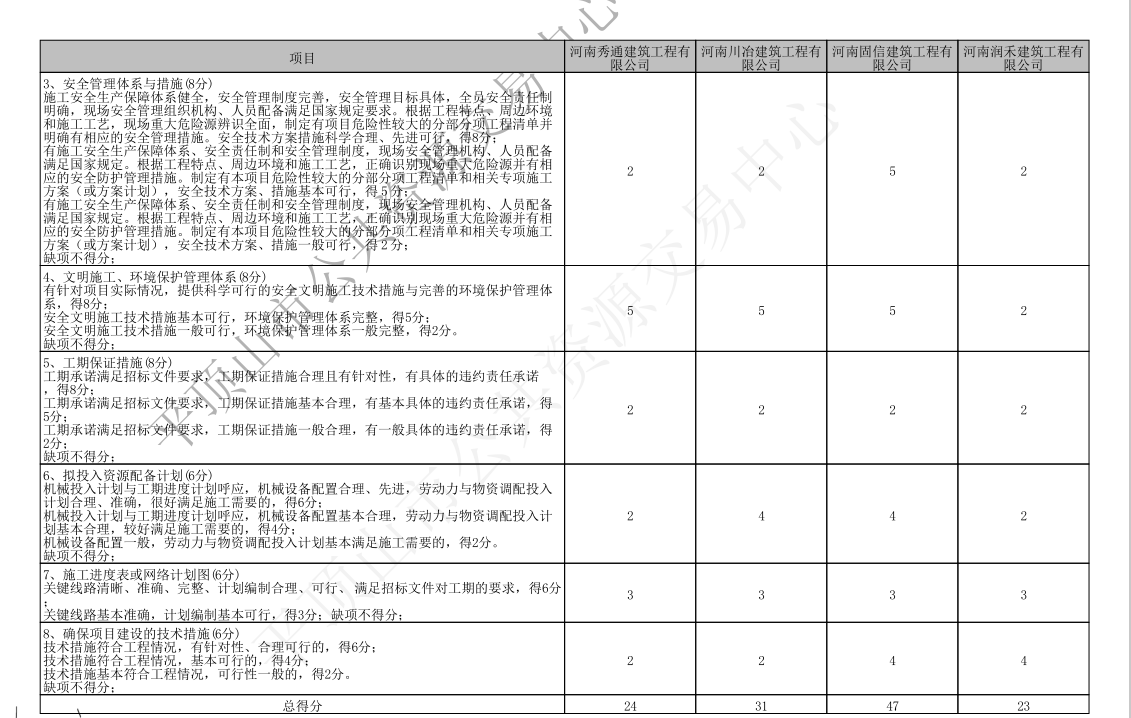 项目
河南秀通建筑工程有
限公司
河南川冶建筑工程有
限公司
河南固信建筑工程有
限公司
河南润禾建筑工程有
限公司
3、安全管理体系与措施(8分)
施工安全生产保障体系健全，安全管理制度完善，安全管理目标具体，全员安全责任制
明确，现场安全管理组织机构、人员配备满足国家规定要求。根据工程特点、周边环境
和施工工艺，现场重大危险源辨识全面，制定有项目危险性较大的分部分项工程清单并
明确有相应的安全管理措施。安全技术方案措施科学合理、先进可行，得8分；
有施工安全生产保障体系、安全责任制和安全管理制度，现场安全管理机构、人员配备
满足国家规定。根据工程特点、周边环境和施工工艺，正确识别现场重大危险源并有相
应的安全防护管理措施。制定有本项目危险性较大的分部分项工程清单和相关专项施工
方案（或方案计划），安全技术方案、措施基本可行，得５分；
有施工安全生产保障体系、安全责任制和安全管理制度，现场安全管理机构、人员配备
满足国家规定。根据工程特点、周边环境和施工工艺，正确识别现场重大危险源并有相
应的安全防护管理措施。制定有本项目危险性较大的分部分项工程清单和相关专项施工
方案（或方案计划），安全技术方案、措施一般可行，得２分；
缺项不得分；
2
2
5
2
4、文明施工、环境保护管理体系(8分)
有针对项目实际情况，提供科学可行的安全文明施工技术措施与完善的环境保护管理体
系，得8分；
安全文明施工技术措施基本可行，环境保护管理体系完整，得5分；
安全文明施工技术措施一般可行，环境保护管理体系一般完整，得2分。
缺项不得分；
5
5
5
2
5、工期保证措施(8分)
工期承诺满足招标文件要求，工期保证措施合理且有针对性，有具体的违约责任承诺
，得8分；
工期承诺满足招标文件要求，工期保证措施基本合理，有基本具体的违约责任承诺，得
5分；
工期承诺满足招标文件要求，工期保证措施一般合理，有一般具体的违约责任承诺，得
2分；
缺项不得分；
2
2
2
2
6、拟投入资源配备计划(6分)
机械投入计划与工期进度计划呼应，机械设备配置合理、先进，劳动力与物资调配投入
计划合理、准确，很好满足施工需要的，得6分；
机械投入计划与工期进度计划呼应，机械设备配置基本合理，劳动力与物资调配投入计
划基本合理，较好满足施工需要的，得4分；
机械设备配置一般，劳动力与物资调配投入计划基本满足施工需要的，得2分。
缺项不得分；
2
4
4
2
7、施工进度表或网络计划图(6分)
关键线路清晰、准确、完整、计划编制合理、可行、 满足招标文件对工期的要求，得6分
；
关键线路基本准确，计划编制基本可行，得3分；缺项不得分；
3
3
3
3
8、确保项目建设的技术措施(6分)
技术措施符合工程情况，有针对性、合理可行的，得6分；
技术措施符合工程情况，基本可行的，得4分；
技术措施基本符合工程情况，可行性一般的，得2分。
缺项不得分；
2
2
4
4
总得分
24
31
47
23
平顶山市公共资源交易中心
平顶山市公共资源交易中心